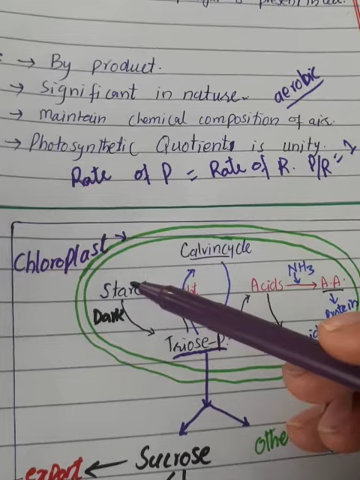 → By product.
→ Significant in nature. aerobic
→ Maintain chemical composition of air.
→ Photosynthetic Quotient is unity.
Rate of P = Rate of R. P/R = 1
Chloroplast →
Calvincycle
NH3
Acids → A.A.
Dark
Triose-P.
Protein
Sucrose
export